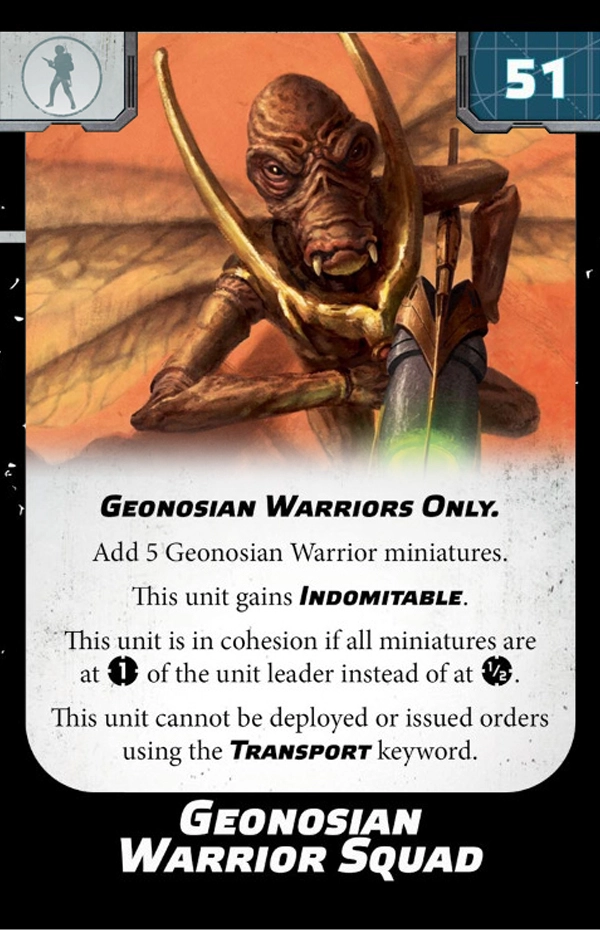 51
GEONOSIAN WARRIORS ONLY.
Add 5 Geonosian Warrior miniatures.
This unit gains INDOMITABLE.
This unit is in cohesion if all miniatures are
at 1 of the unit leader instead of at ½.
This unit cannot be deployed or issued orders
using the TRANSPORT keyword.
GEONOSIAN
WARRIOR SQUAD